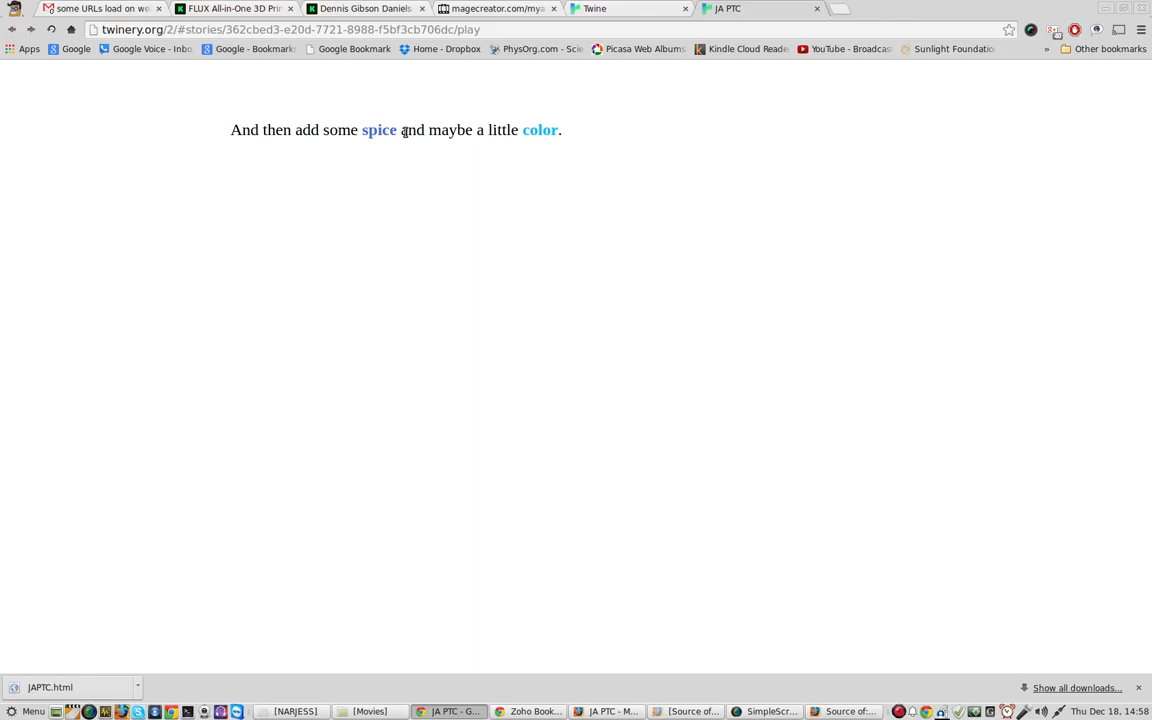 some URLs load on we
FLUX All-in-One 3D Prin
Dennis Gibson Daniels
magecreator.com/mya
Twine
JA PTC
twinery.org/2/#stories/362cbed3-e20d-7721-8988-f5bf3cb706dc/play
Apps Google Google Voice - Inbo Google - Bookmarks Google Bookmark Home - Dropbox PhysOrg.com - Scie Picasa Web Albums Kindle Cloud Reade YouTube - Broadcas Sunlight Foundatio » Other bookmarks
And then add some spice and maybe a little color.
JAPTC.html
Show all downloads...
Menu [NARJESS] [Movies] JA PTC - G... Zoho Book... JA PTC - M... [Source of... SimpleScr... Source of:... Thu Dec 18, 14:58